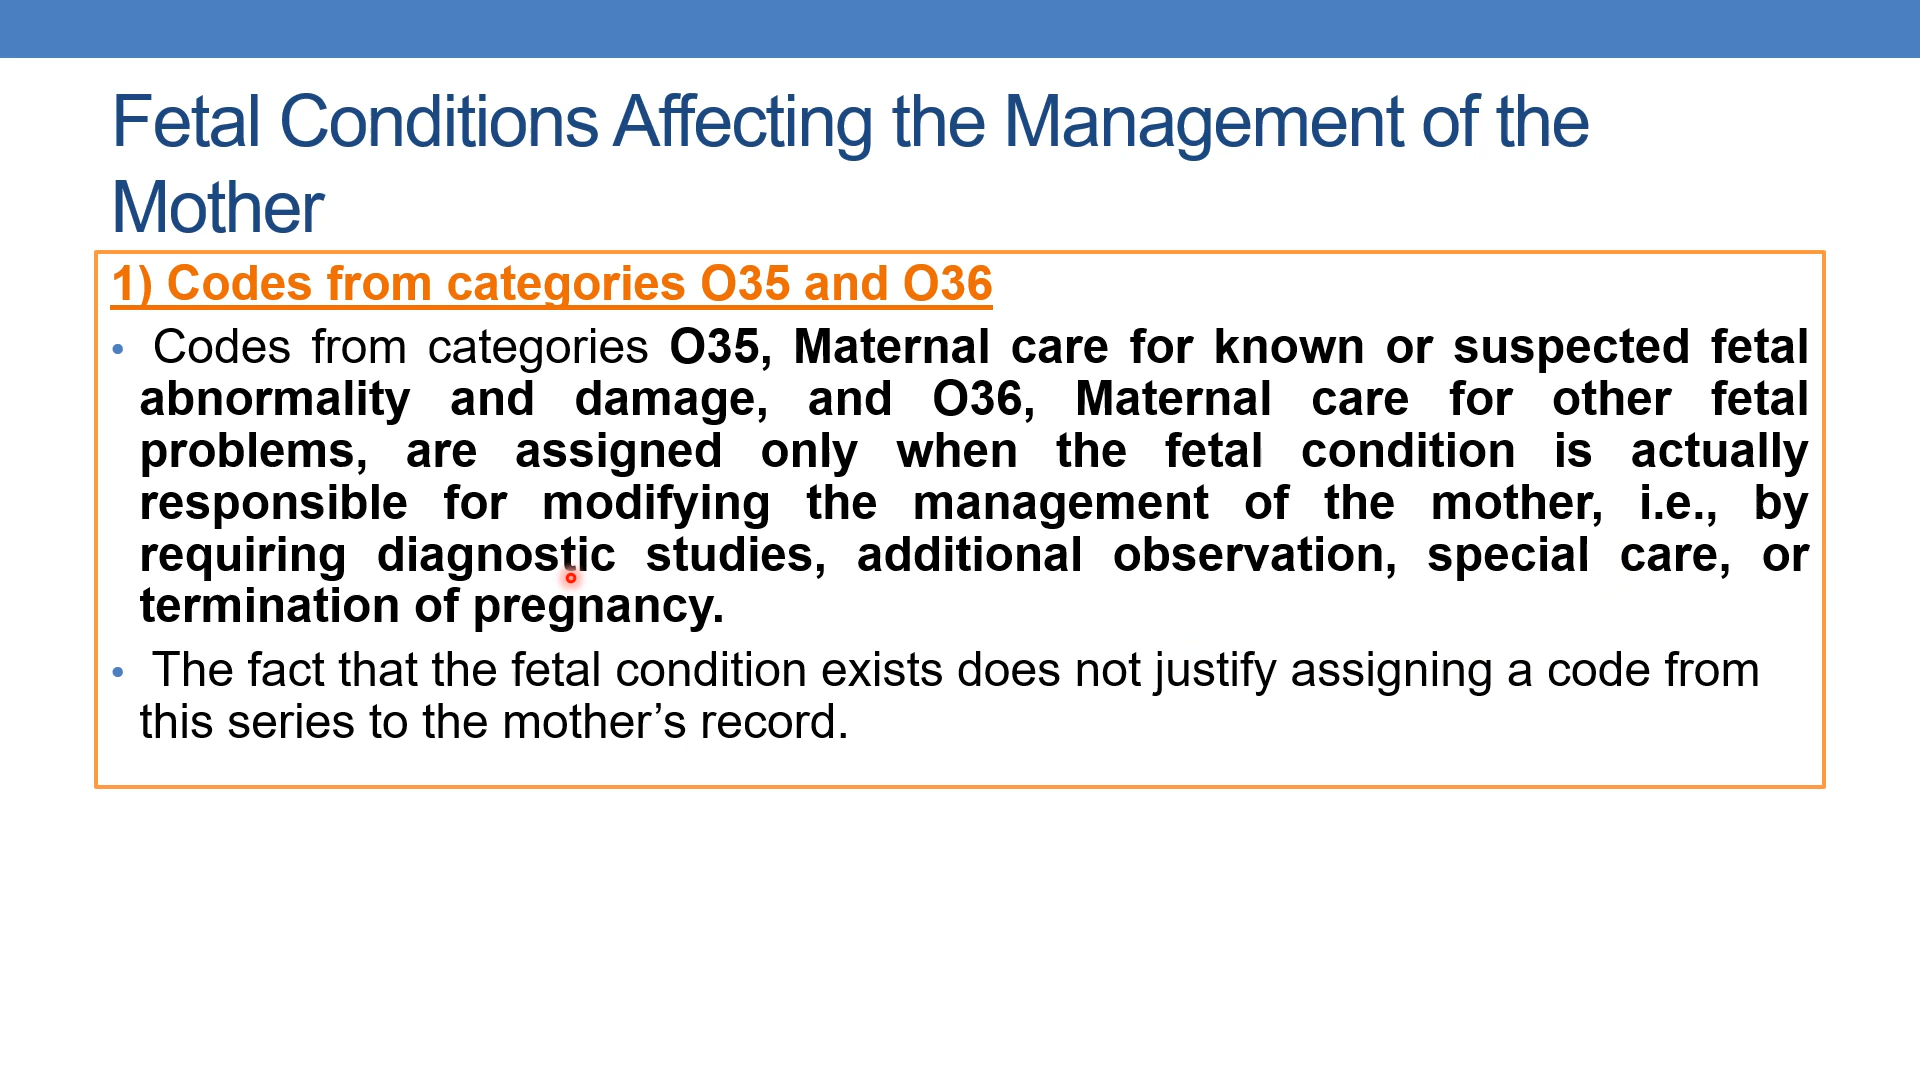 Fetal Conditions Affecting the Management of the
Mother
1) Codes from categories O35 and O36
• Codes from categories O35, Maternal care for known or suspected fetal
abnormality and damage, and O36, Maternal care for other fetal
problems, are assigned only when the fetal condition is actually
responsible for modifying the management of the mother, i.e., by
requiring diagnostic studies, additional observation, special care, or
termination of pregnancy.
• The fact that the fetal condition exists does not justify assigning a code from
this series to the mother’s record.